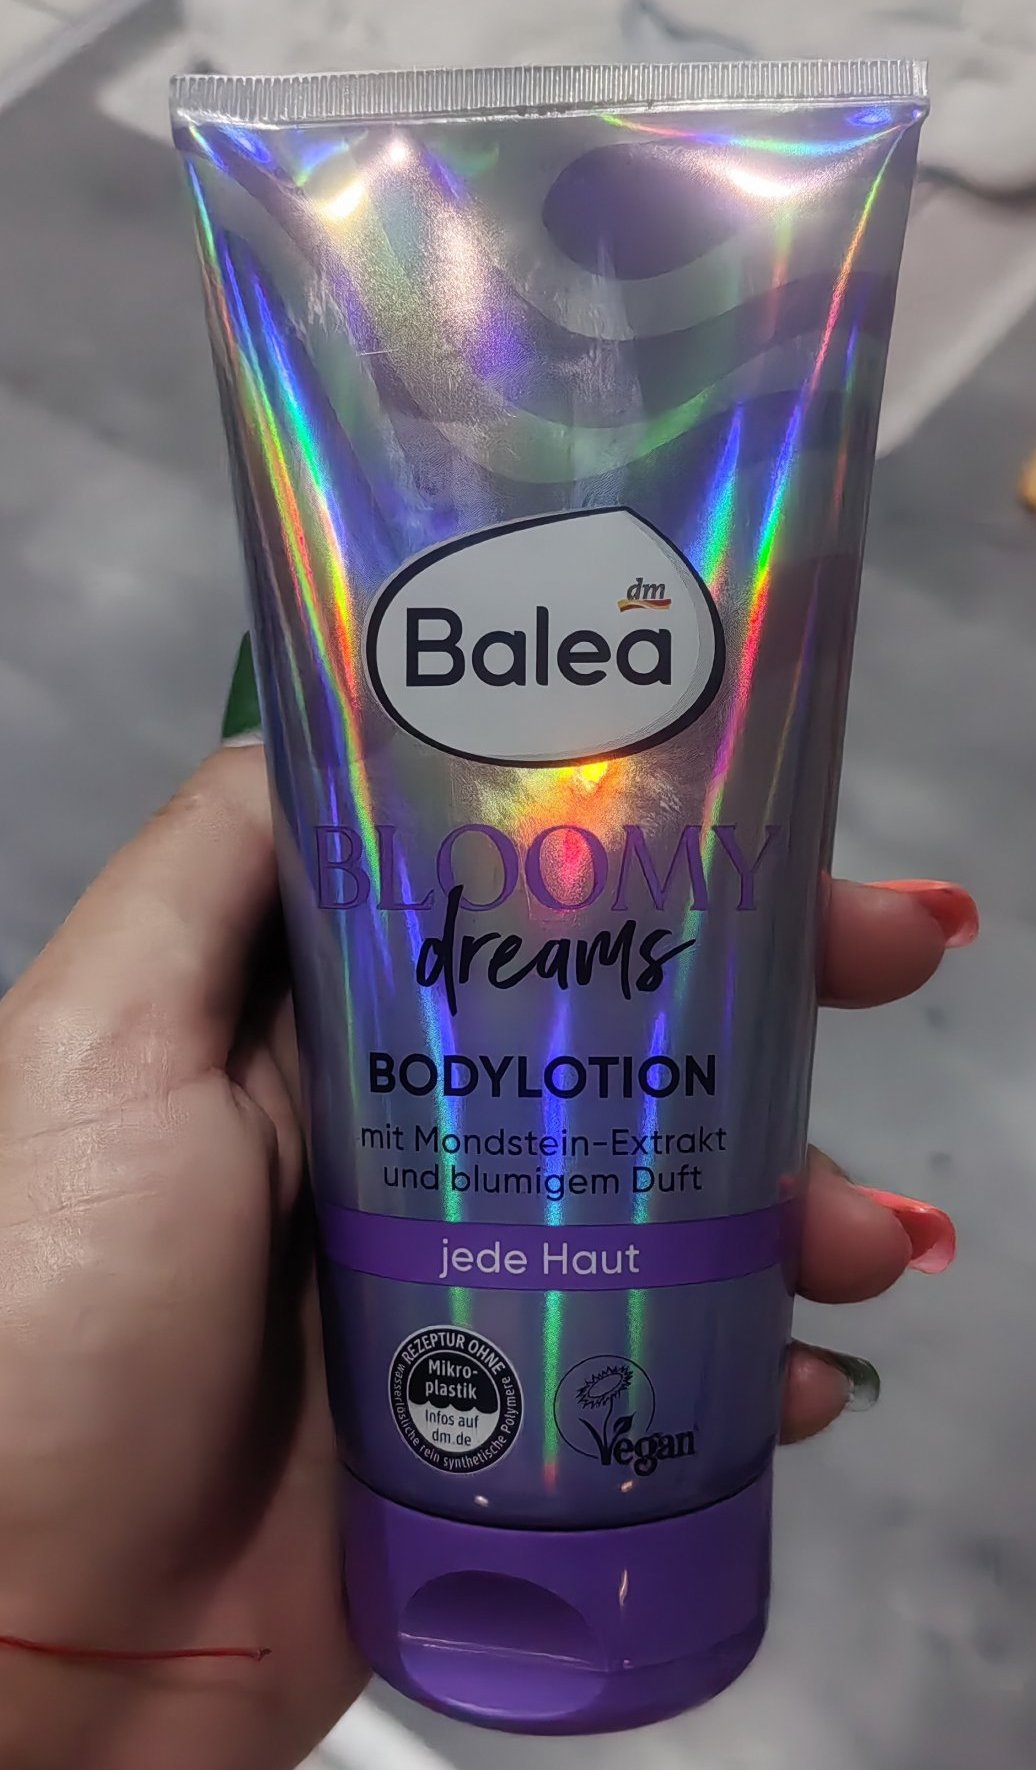 dm
Balea
BLOOMY
dreams
BODYLOTION
mit Mondstein-Extrakt
und blumigem Duft
jede Haut
REZEPTUR OHNE
Mikro-
plastik
Infos auf
dm.de
wasserlösliche rein synthetische Polymere
Vegan